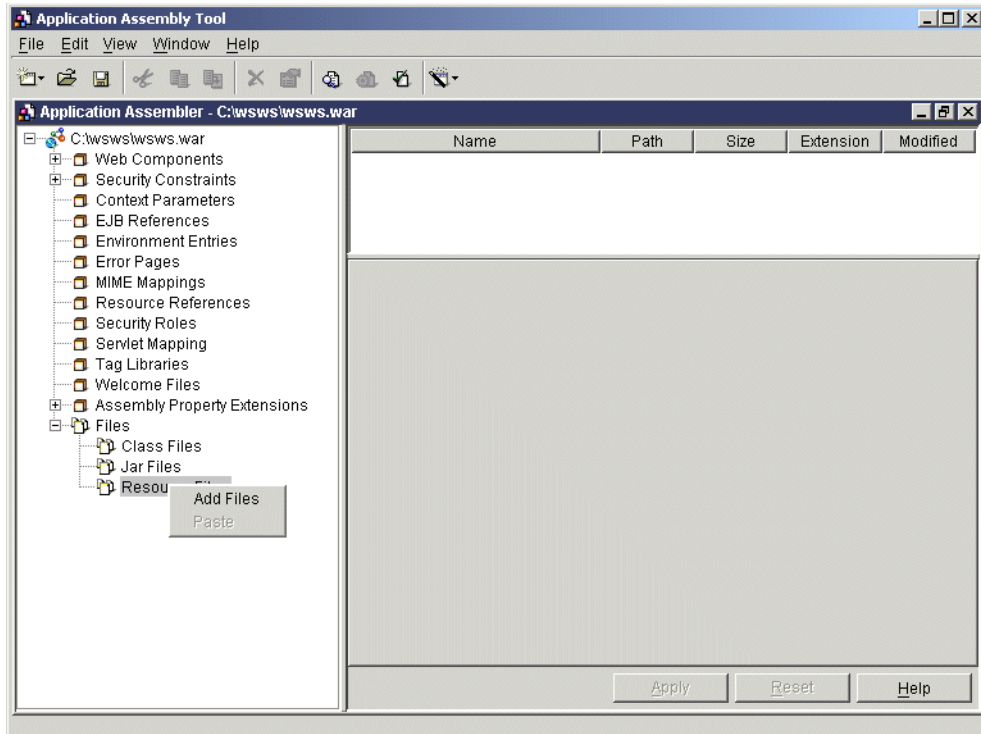 Application Assembly Tool
File Edit View Window Help
Application Assembler - C:\wsws\wsws.war
C:\wsws\wsws.war
Web Components
Security Constraints
Context Parameters
EJB References
Environment Entries
Error Pages
MIME Mappings
Resource References
Security Roles
Servlet Mapping
Tag Libraries
Welcome Files
Assembly Property Extensions
Files
Class Files
Jar Files
Resou
Add Files
Paste
Name Path Size Extension Modified
Apply Reset Help